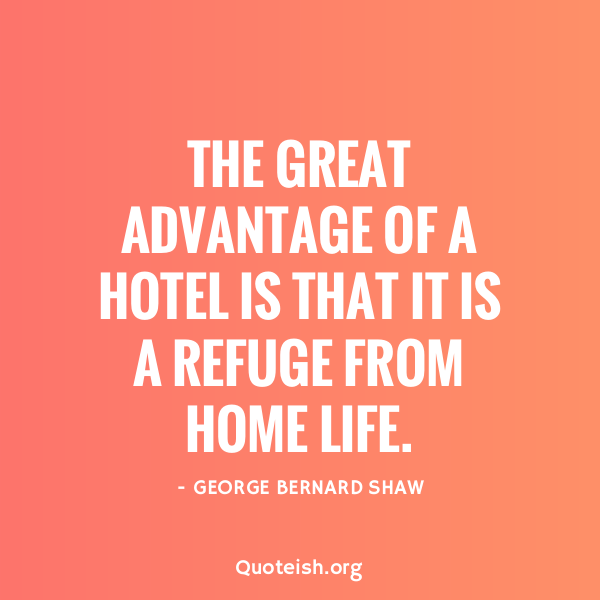 THE GREAT
ADVANTAGE OF A
HOTEL IS THAT IT IS
A REFUGE FROM
HOME LIFE.
- GEORGE BERNARD SHAW
Quoteish.org